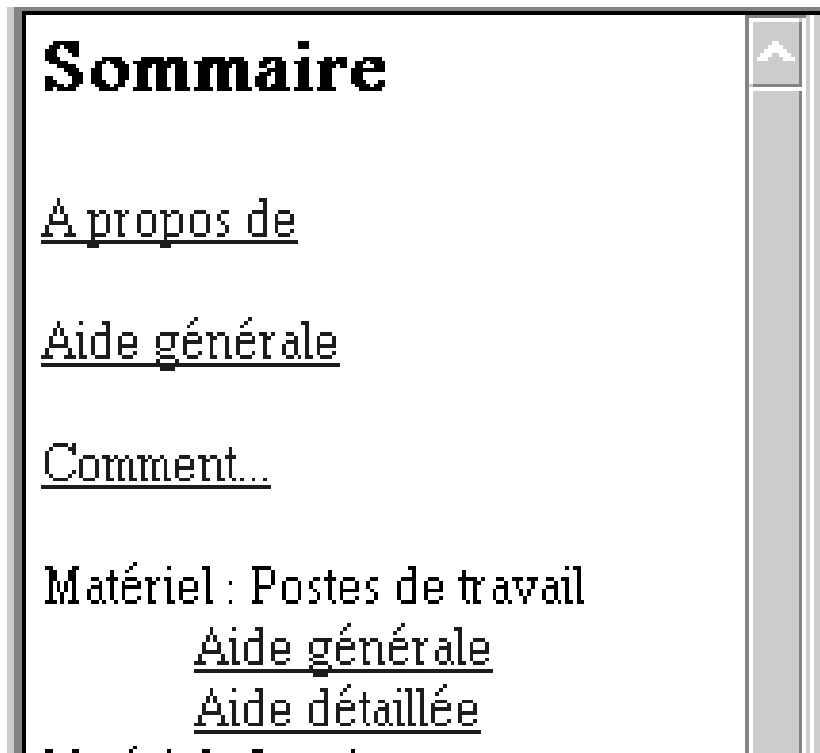 Sommaire
A propos de
Aide générale
Comment...
Matériel : Postes de travail
Aide générale
Aide détaillée